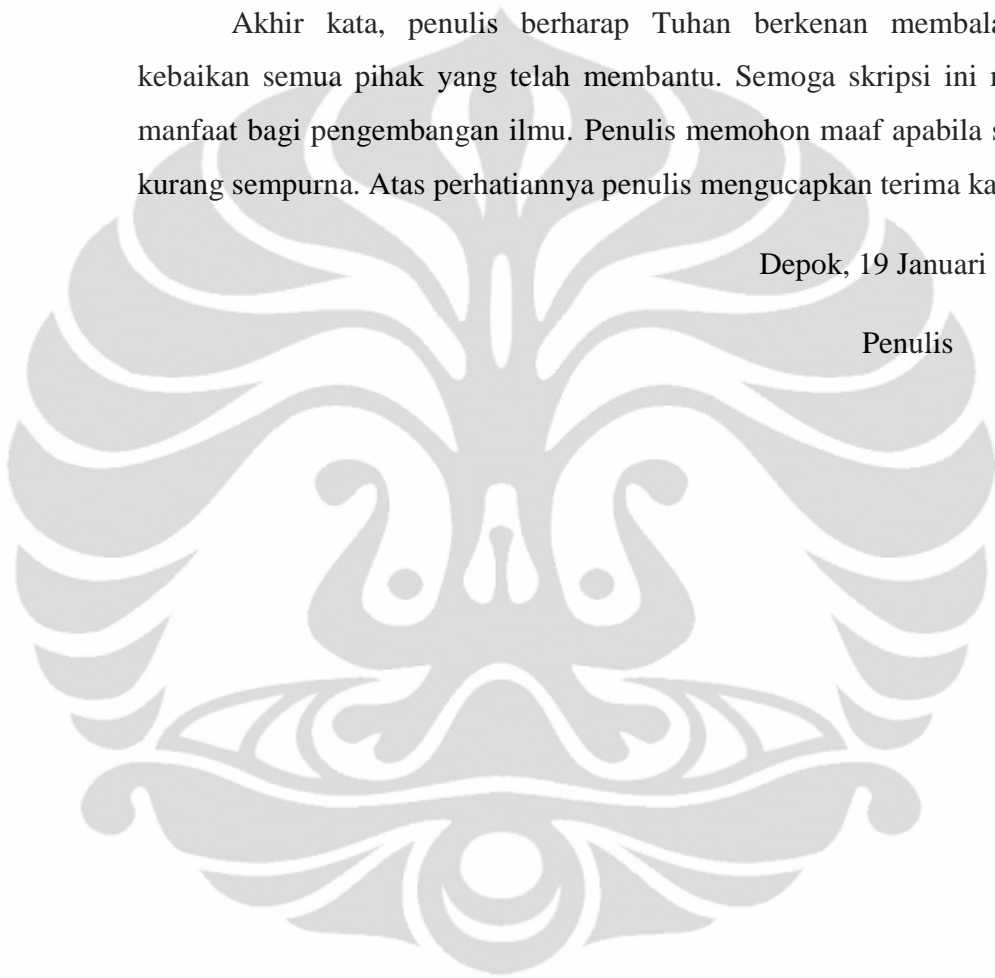 Akhir kata, penulis berharap Tuhan berkenan membala
kebaikan semua pihak yang telah membantu. Semoga skripsi ini
manfaat bagi pengembangan ilmu. Penulis memohon maaf apabila s
kurang sempurna. Atas perhatiannya penulis mengucapkan terima ka
Depok, 19 Januari
Penulis